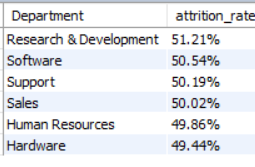 Department attrition_rate
Research & Development 51.21%
Software 50.54%
Support 50.19%
Sales 50.02%
Human Resources 49.86%
Hardware 49.44%